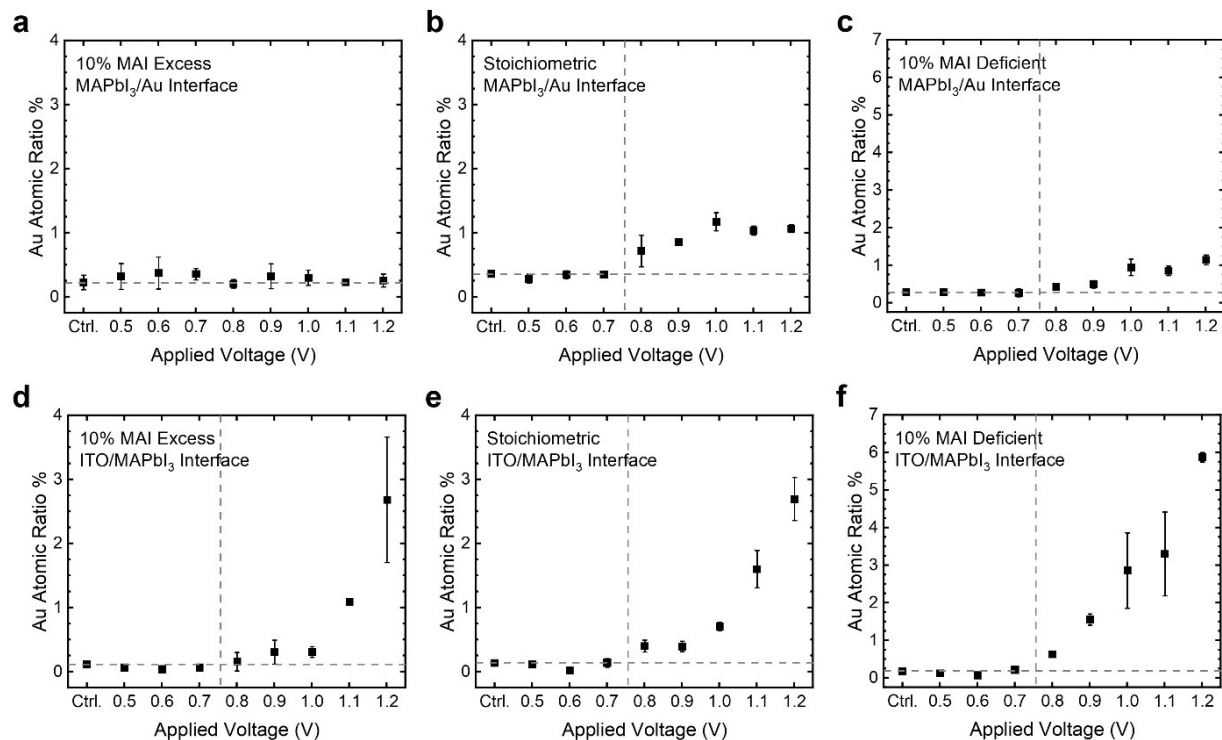 a
10% MAI Excess
MAPbI₃/Au Interface
Au Atomic Ratio %
4
3
2
1
0
Ctrl. 0.5 0.6 0.7 0.8 0.9 1.0 1.1 1.2
Applied Voltage (V)
b
Stoichiometric
MAPbI₃/Au Interface
Au Atomic Ratio %
4
3
2
1
0
Ctrl. 0.5 0.6 0.7 0.8 0.9 1.0 1.1 1.2
Applied Voltage (V)
c
10% MAI Deficient
MAPbI₃/Au Interface
Au Atomic Ratio %
7
6
5
4
3
2
1
0
Ctrl. 0.5 0.6 0.7 0.8 0.9 1.0 1.1 1.2
Applied Voltage (V)
d
10% MAI Excess
ITO/MAPbI₃ Interface
Au Atomic Ratio %
4
3
2
1
0
Ctrl. 0.5 0.6 0.7 0.8 0.9 1.0 1.1 1.2
Applied Voltage (V)
e
Stoichiometric
ITO/MAPbI₃ Interface
Au Atomic Ratio %
4
3
2
1
0
Ctrl. 0.5 0.6 0.7 0.8 0.9 1.0 1.1 1.2
Applied Voltage (V)
f
10% MAI Deficient
ITO/MAPbI₃ Interface
Au Atomic Ratio %
7
6
5
4
3
2
1
0
Ctrl. 0.5 0.6 0.7 0.8 0.9 1.0 1.1 1.2
Applied Voltage (V)